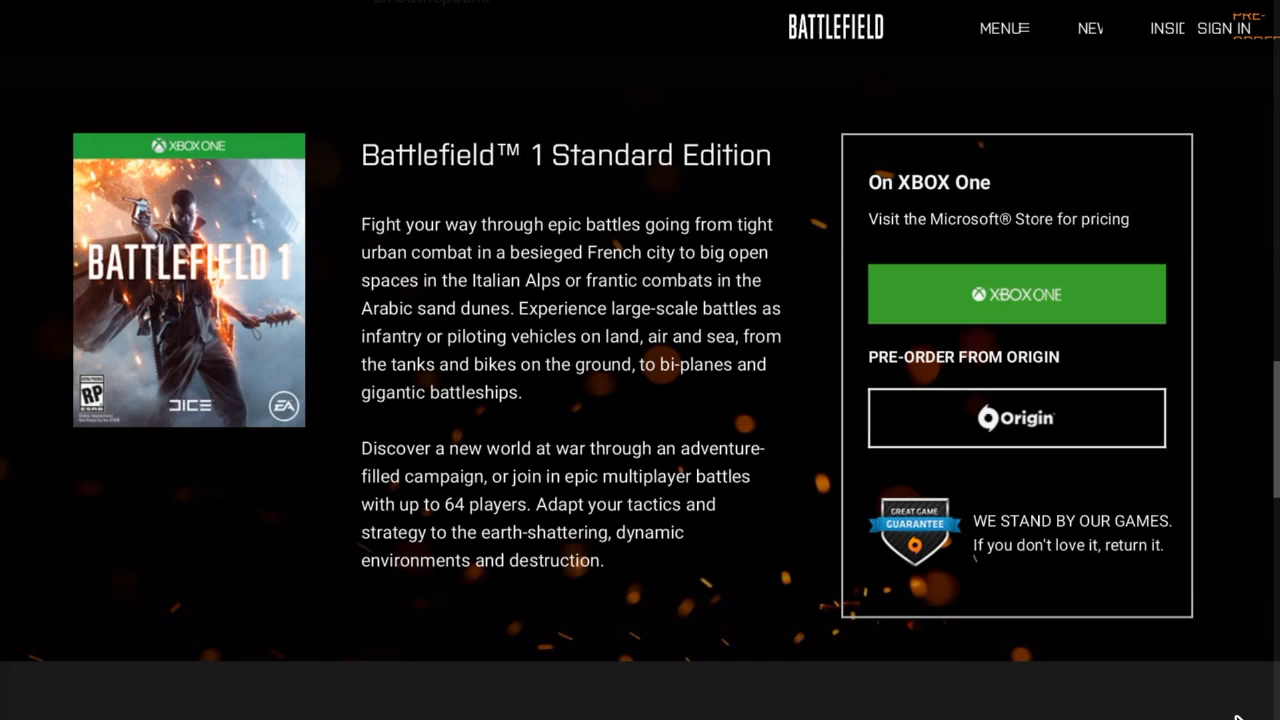 BATTLEFIELD
MENU
SIGN IN
XBOX ONE
BATTLEFIELD 1
RP
ESRB
DICE
EA
Battlefield™ 1 Standard Edition
Fight your way through epic battles going from tight
urban combat in a besieged French city to big open
spaces in the Italian Alps or frantic combats in the
Arabic sand dunes. Experience large-scale battles as
infantry or piloting vehicles on land, air and sea, from
the tanks and bikes on the ground, to bi-planes and
gigantic battleships.
Discover a new world at war through an adventure-
filled campaign, or join in epic multiplayer battles
with up to 64 players. Adapt your tactics and
strategy to the earth-shattering, dynamic
environments and destruction.
On XBOX One
Visit the Microsoft® Store for pricing
XBOX ONE
PRE-ORDER FROM ORIGIN
Origin
GREAT GAME
GUARANTEE
WE STAND BY OUR GAMES.
If you don't love it, return it.